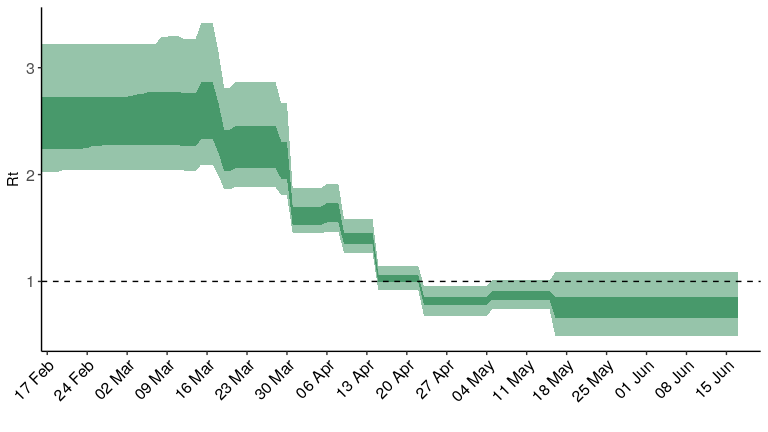 Rt
3
2
1
17 Feb
24 Feb
02 Mar
09 Mar
16 Mar
23 Mar
30 Mar
06 Apr
13 Apr
20 Apr
27 Apr
04 May
11 May
18 May
25 May
01 Jun
08 Jun
15 Jun